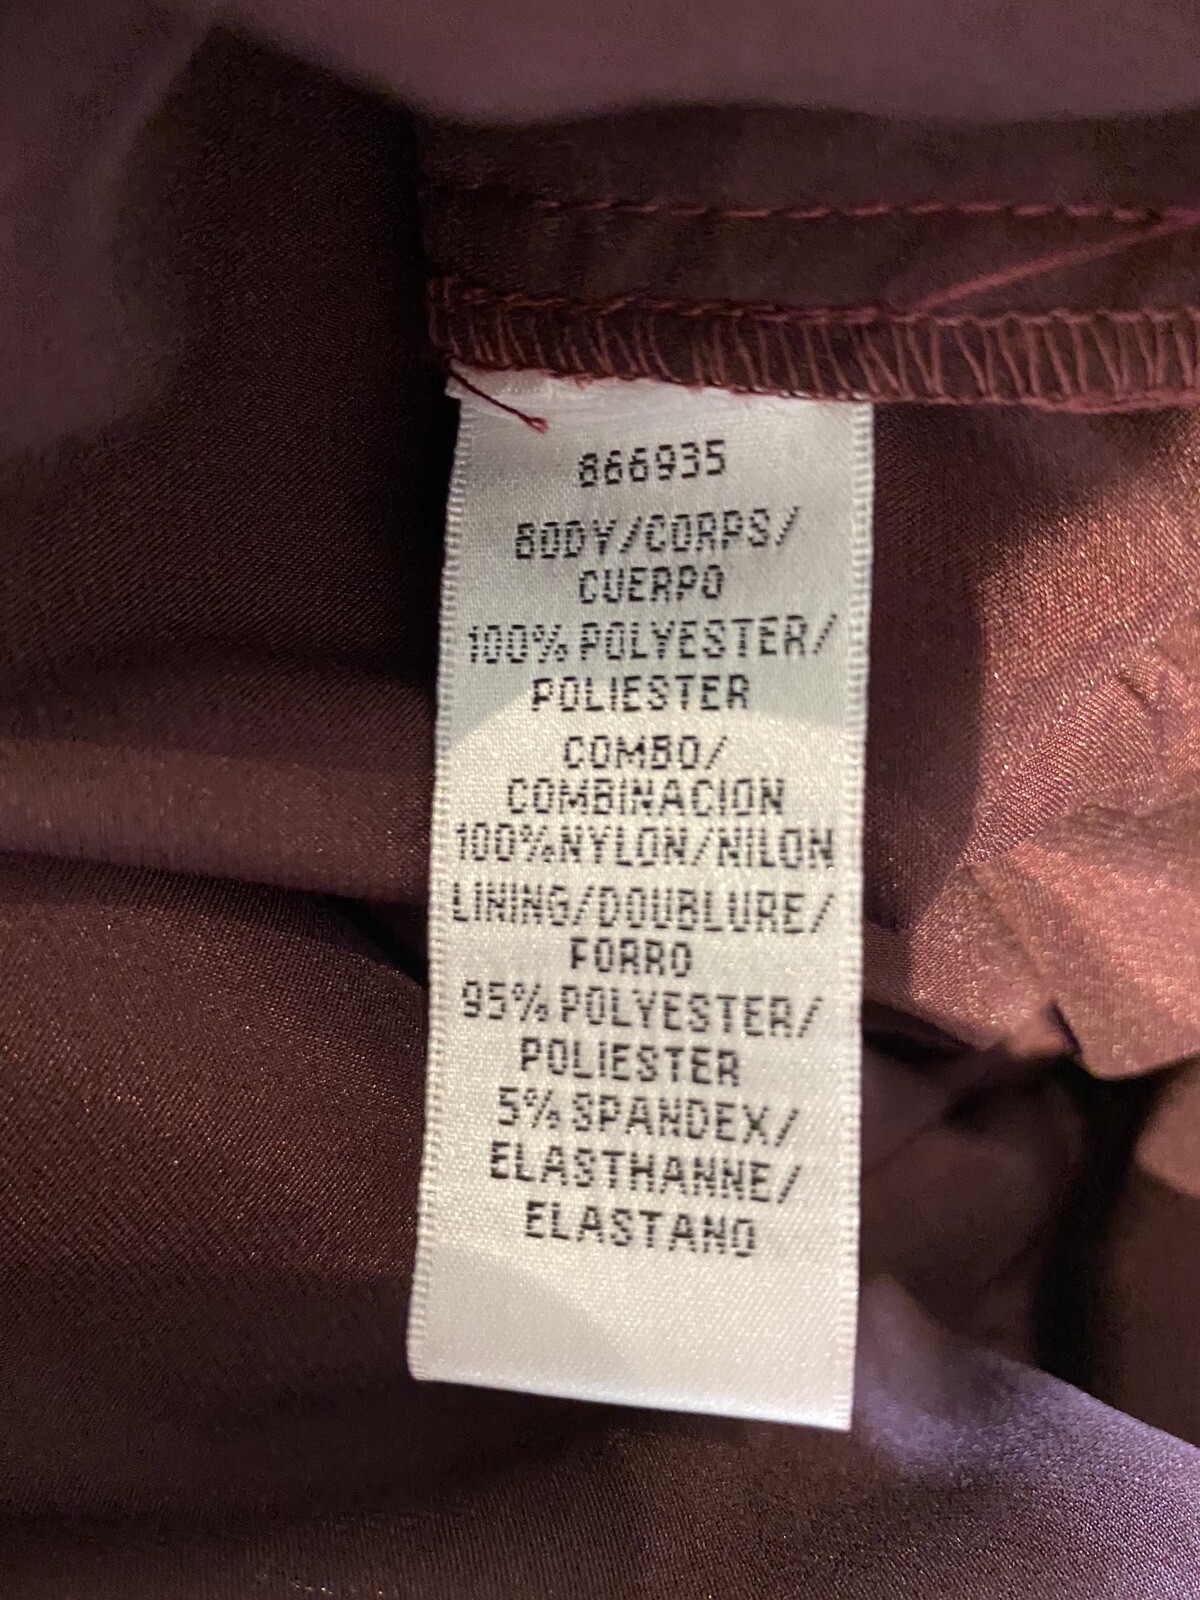 866935
BODY/CORPS/
CUERPO
100% POLYESTER/
POLIESTER
COMBO/
COMBINACION
100%NYLON/NILON
LINING/DOUBLURE/
FORRO
95% POLYESTER/
POLIESTER
5% SPANDEX/
ELASTHANNE/
ELASTANO